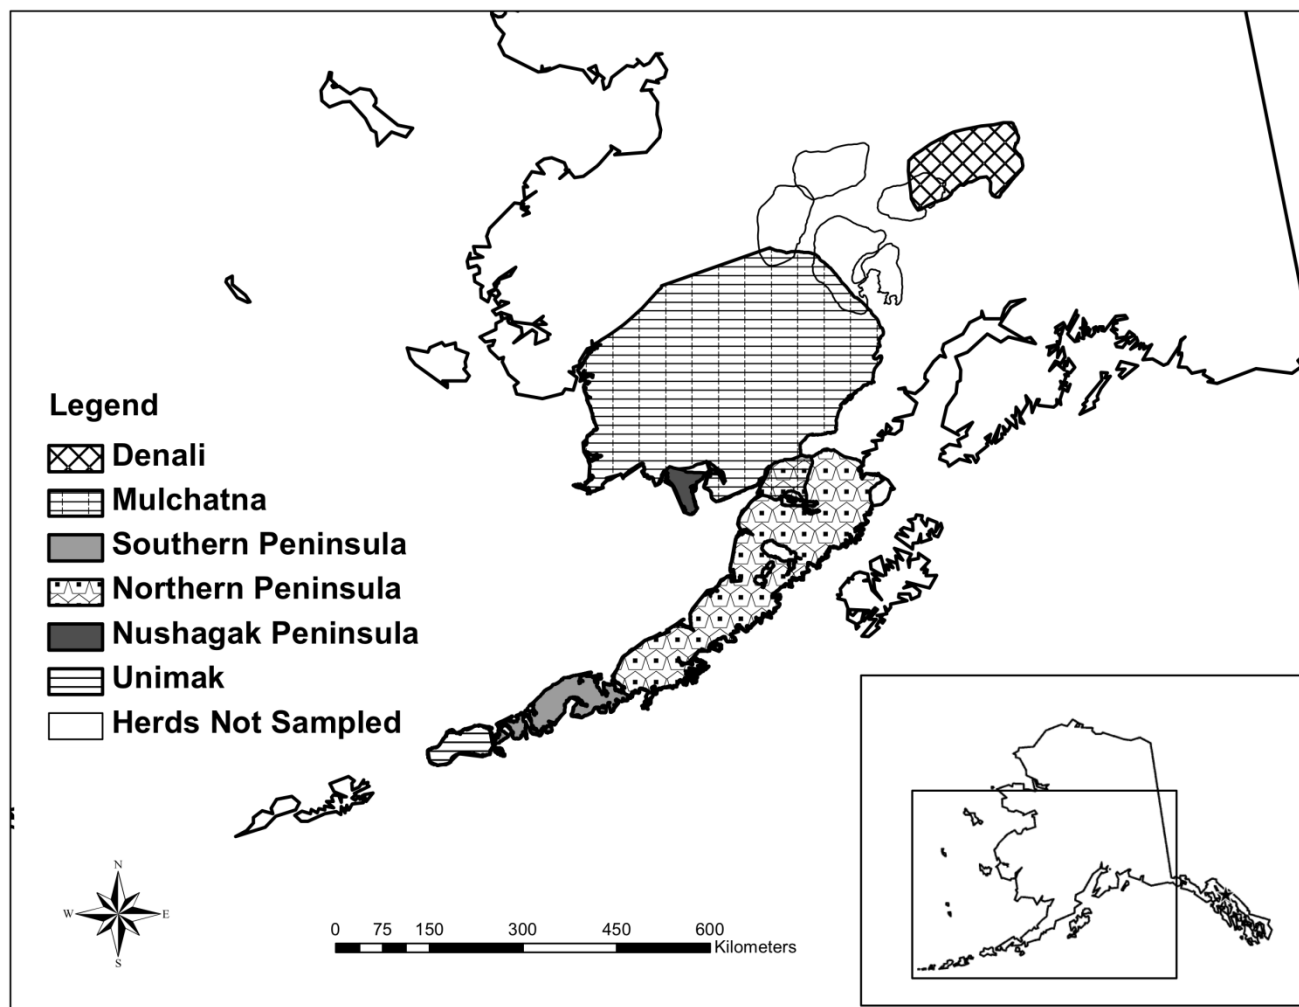 Legend
Denali
Mulchatna
Southern Peninsula
Northern Peninsula
Nushagak Peninsula
Unimak
Herds Not Sampled
N
W E
S
0 75 150 300 450 600
Kilometers